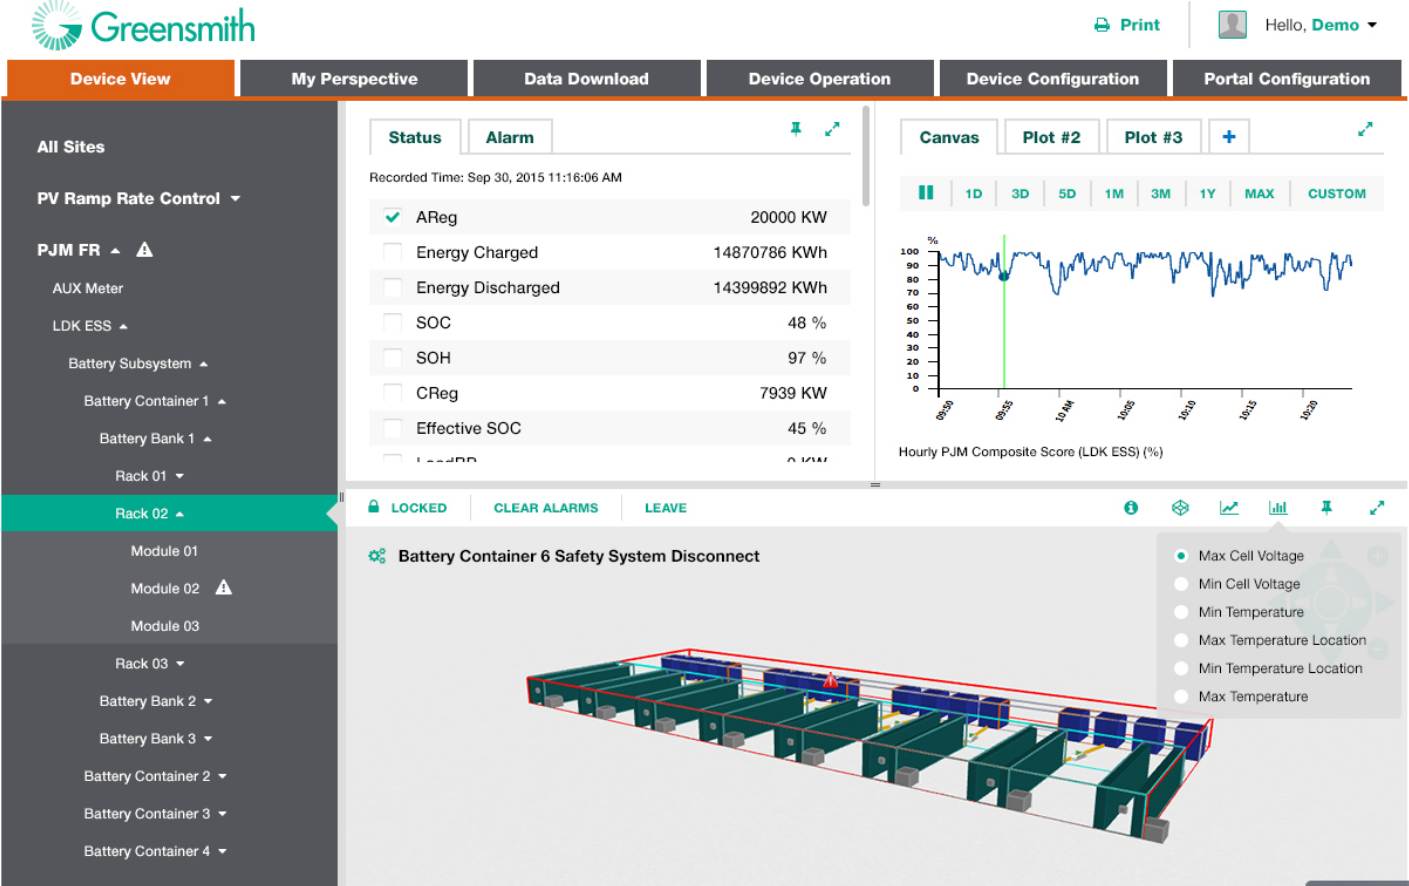 Greensmith
Print
Hello, Demo
Device View
My Perspective
Data Download
Device Operation
Device Configuration
Portal Configuration
All Sites
PV Ramp Rate Control
PJM FR
AUX Meter
LDK ESS
Battery Subsystem
Battery Container 1
Battery Bank 1
Rack 01
Rack 02
Module 01
Module 02
Module 03
Rack 03
Battery Bank 2
Battery Bank 3
Battery Container 2
Battery Container 3
Battery Container 4
Status
Alarm
Recorded Time: Sep 30, 2015 11:16:06 AM
AReg 20000 KW
Energy Charged 14870786 KWh
Energy Discharged 14399892 KWh
SOC 48 %
SOH 97 %
CReg 7939 KW
Effective SOC 45 %
Canvas
Plot #2
Plot #3
+
1D 3D 5D 1M 3M 1Y MAX CUSTOM
%
100
90
80
70
60
50
40
30
20
10
0
09:50 09:55 10 AM 10:05 10:10 10:15 10:20
Hourly PJM Composite Score (LDK ESS) (%)
LOCKED
CLEAR ALARMS
LEAVE
Battery Container 6 Safety System Disconnect
Max Cell Voltage
Min Cell Voltage
Min Temperature
Max Temperature Location
Min Temperature Location
Max Temperature